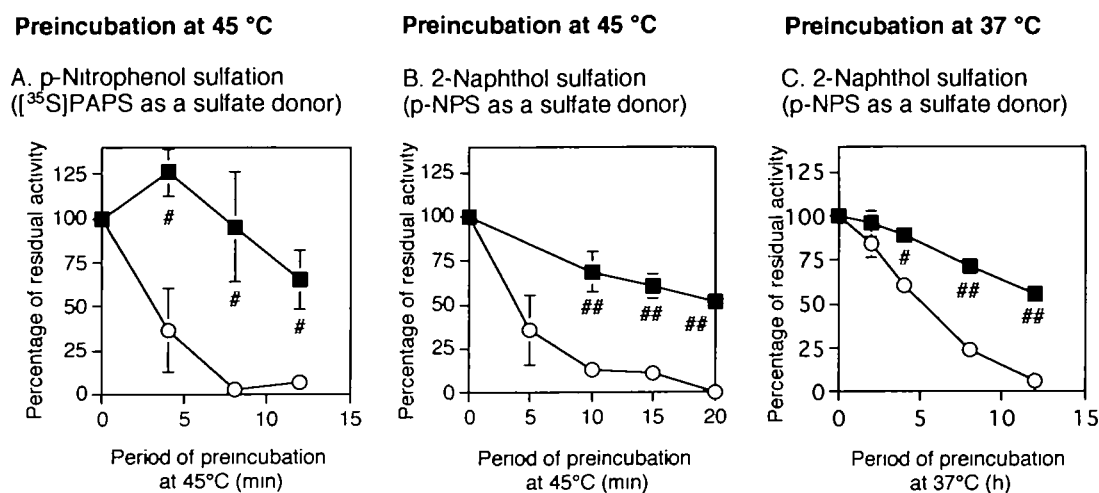 Preincubation at 45 °C
A. p-Nitrophenol sulfation
([³⁵S]PAPS as a sulfate donor)
Percentage of residual activity
125
100
75
50
25
0
#
#
#
0 5 10 15
Period of preincubation
at 45°C (min)
Preincubation at 45 °C
B. 2-Naphthol sulfation
(p-NPS as a sulfate donor)
Percentage of residual activity
125
100
75
50
25
0
## ## ##
0 5 10 15 20
Period of preincubation
at 45°C (min)
Preincubation at 37 °C
C. 2-Naphthol sulfation
(p-NPS as a sulfate donor)
Percentage of residual activity
125
100
75
50
25
0
#
##
##
0 5 10 15
Period of preincubation
at 37°C (h)